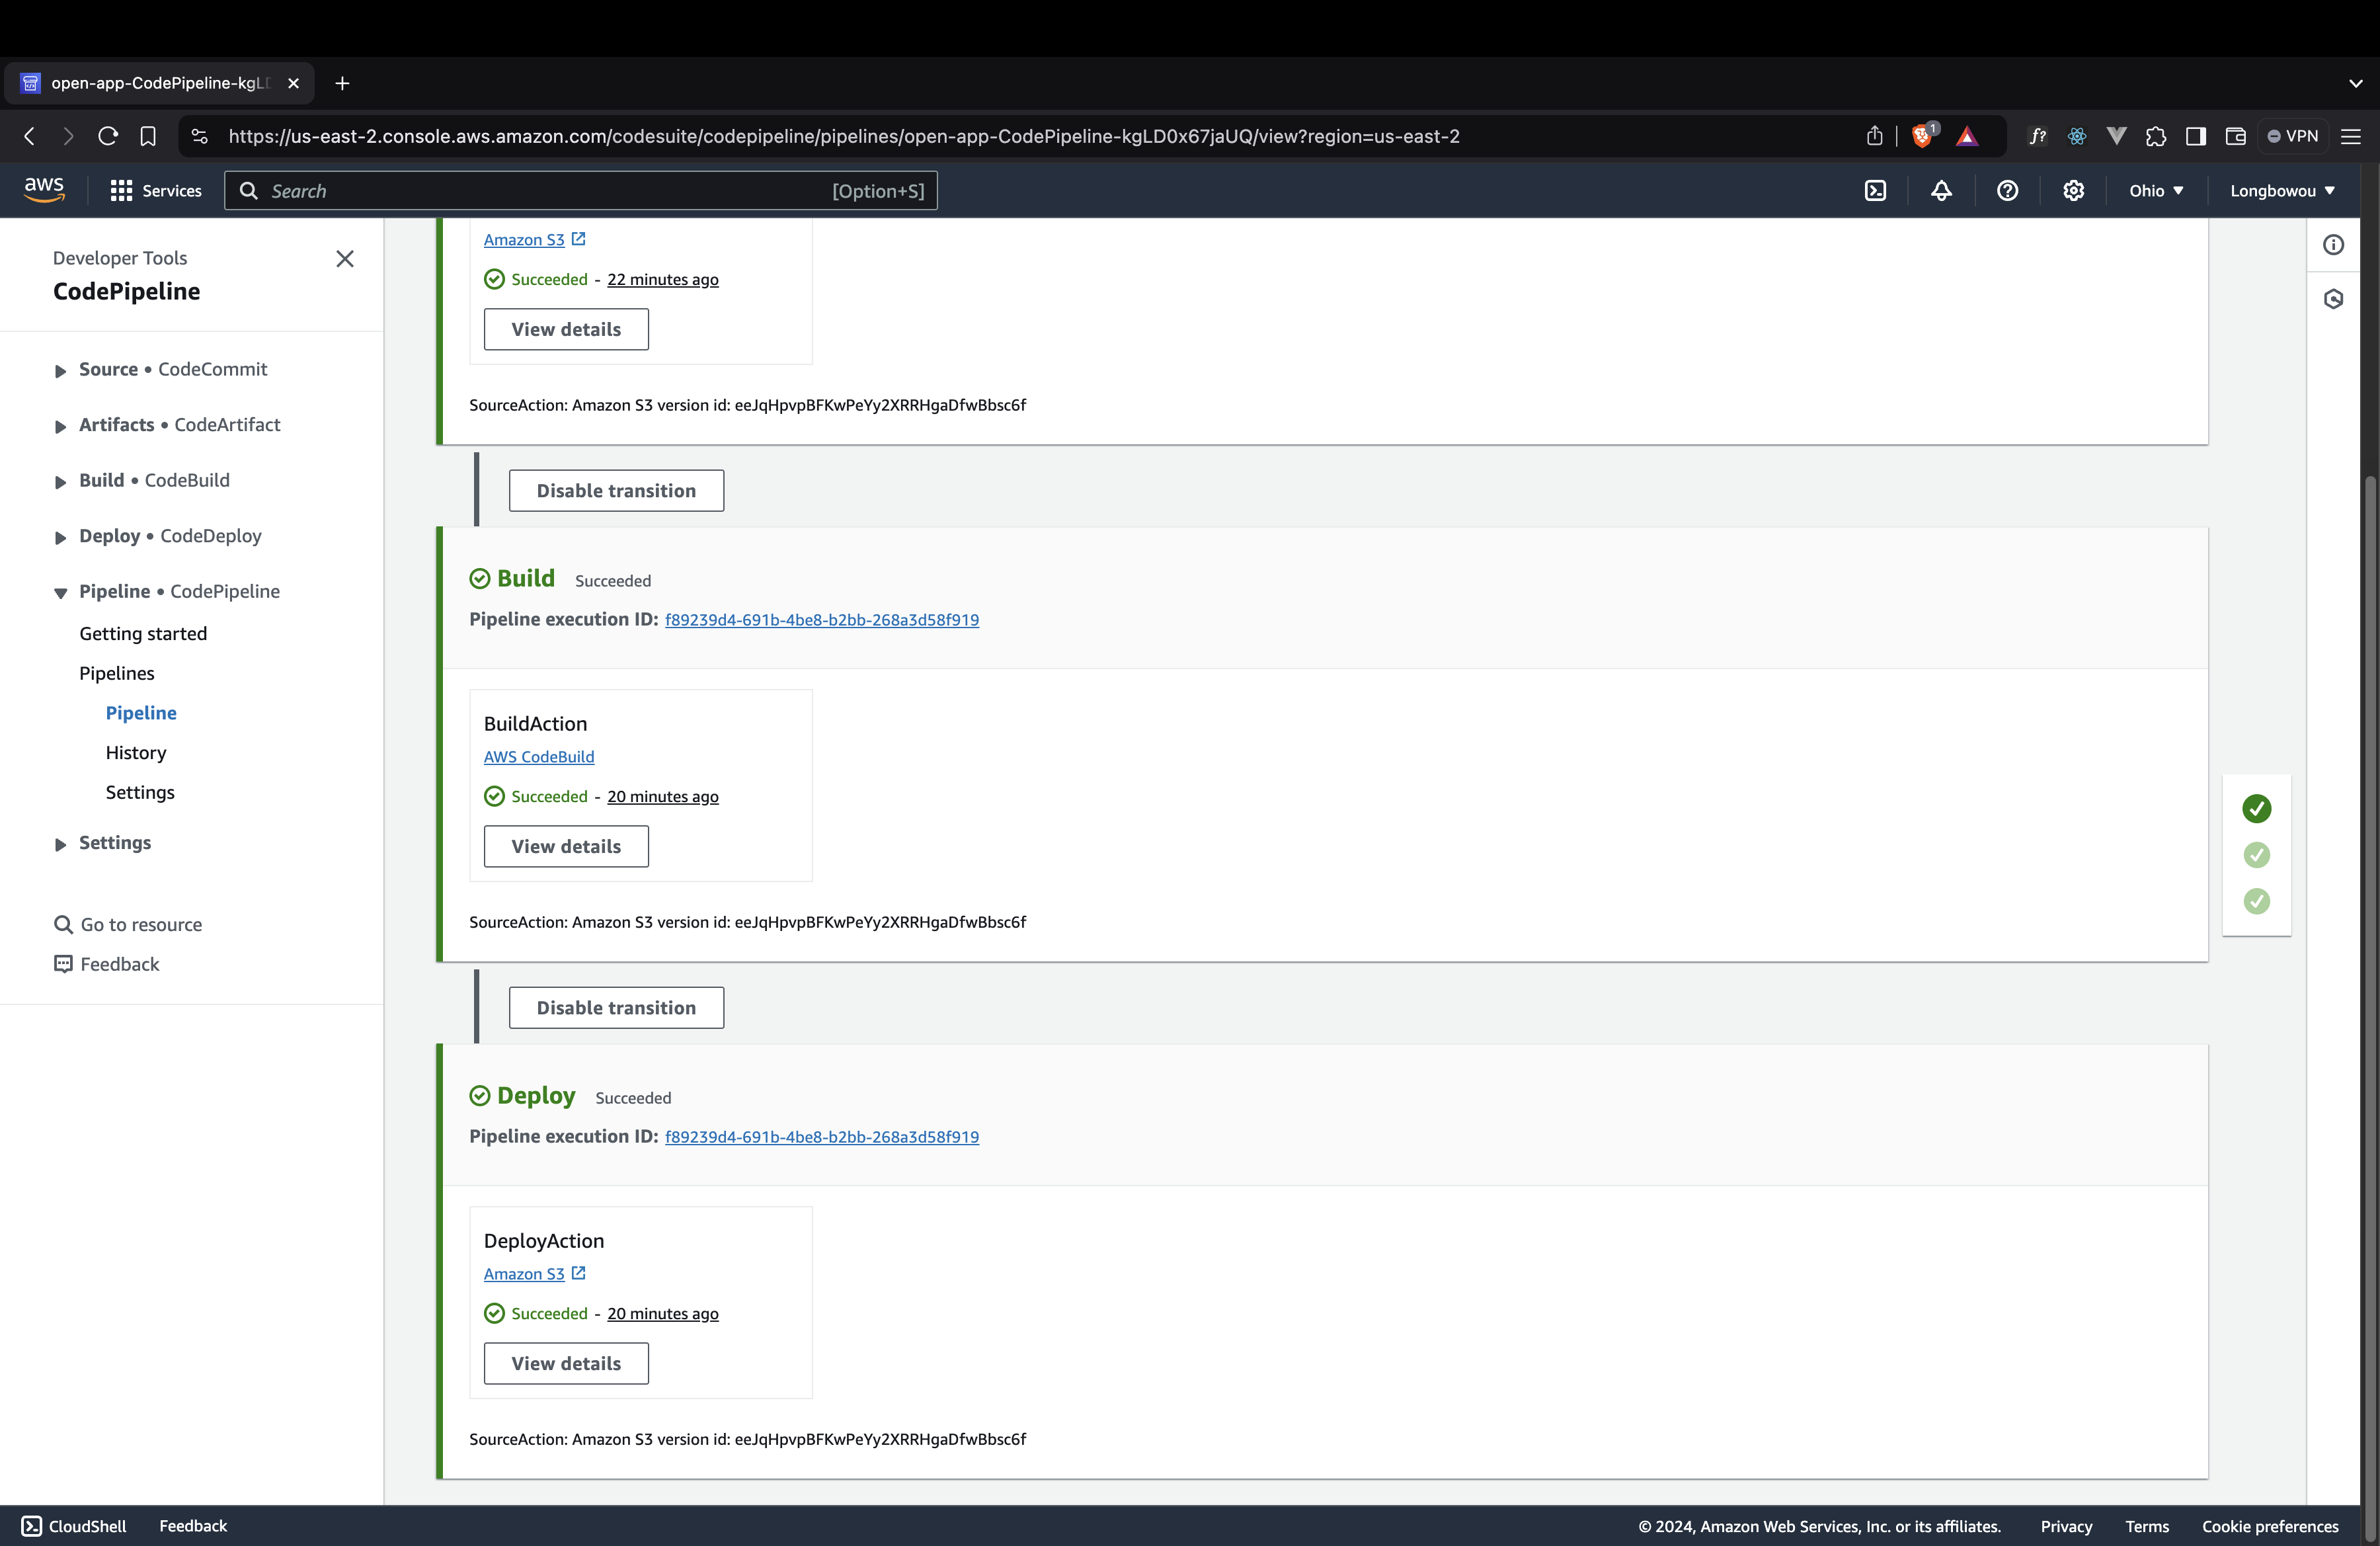 open-app-CodePipeline-kgL
https://us-east-2.console.aws.amazon.com/codesuite/codepipeline/pipelines/open-app-CodePipeline-kgLD0x67jaUQ/view?region=us-east-2
1
f?
VPN
aws
Services
Search
[Option+S]
Ohio
Longbowou
Developer Tools
CodePipeline
Source • CodeCommit
Artifacts • CodeArtifact
Build • CodeBuild
Deploy • CodeDeploy
Pipeline • CodePipeline
Getting started
Pipelines
Pipeline
History
Settings
Settings
Go to resource
Feedback
Amazon S3
Succeeded - 22 minutes ago
View details
SourceAction: Amazon S3 version id: eeJqHpvpBFKwPeYy2XRRHgaDfwBbsc6f
Disable transition
Build Succeeded
Pipeline execution ID: f89239d4-691b-4be8-b2bb-268a3d58f919
BuildAction
AWS CodeBuild
Succeeded - 20 minutes ago
View details
SourceAction: Amazon S3 version id: eeJqHpvpBFKwPeYy2XRRHgaDfwBbsc6f
Disable transition
Deploy Succeeded
Pipeline execution ID: f89239d4-691b-4be8-b2bb-268a3d58f919
DeployAction
Amazon S3
Succeeded - 20 minutes ago
View details
SourceAction: Amazon S3 version id: eeJqHpvpBFKwPeYy2XRRHgaDfwBbsc6f
CloudShell
Feedback
© 2024, Amazon Web Services, Inc. or its affiliates.
Privacy
Terms
Cookie preferences